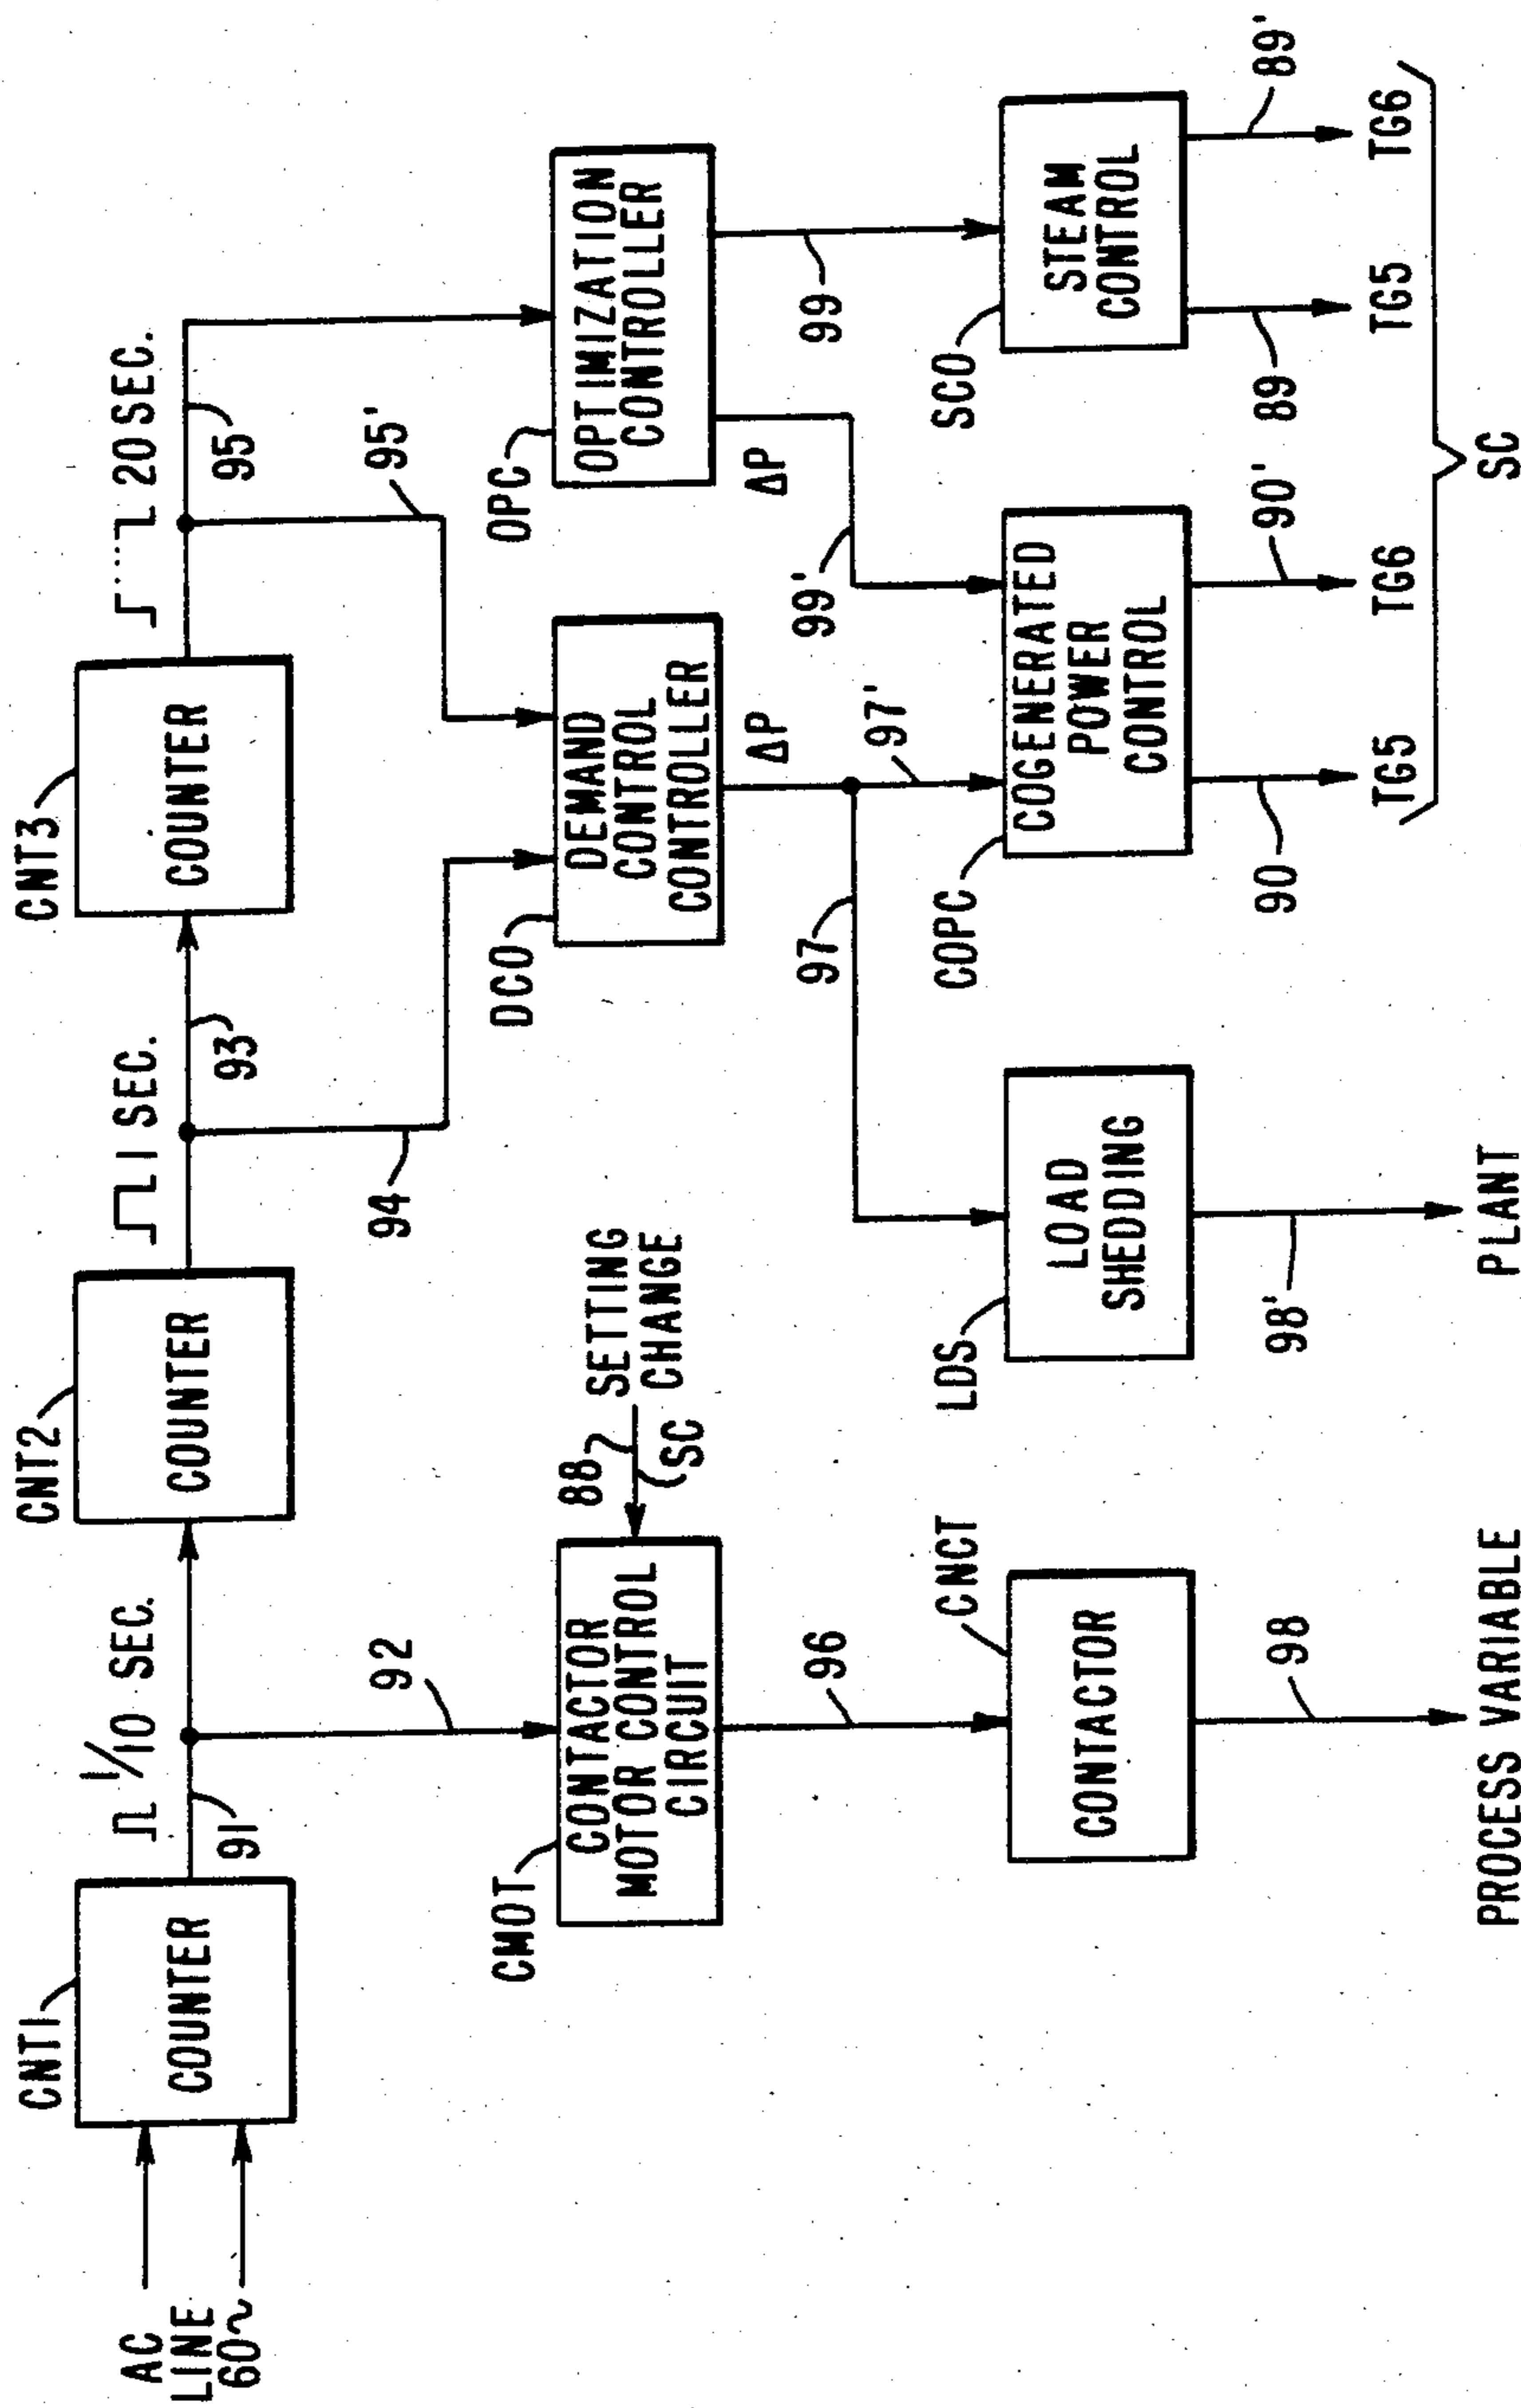 AC
LINE
60~
CNT1
COUNTER
1/10 SEC.
91
92
CNT2
COUNTER
1 SEC.
93
94
CNT3
COUNTER
20 SEC.
95
95'
CMOT
CONTACTOR
MOTOR CONTROL
CIRCUIT
88
SETTING
CHANGE
SC
DCO
DEMAND
CONTROL
CONTROLLER
OPC
OPTIMIZATION
CONTROLLER
96
97
ΔP
97'
ΔP
99'
99
CNCT
CONTACTOR
LDS
LOAD
SHEDDING
COPC
COGENERATED
POWER
CONTROL
SCO
STEAM
CONTROL
98
98'
90
90'
89
89'
TG5
TG6
TG5
TG6
PROCESS VARIABLE
PLANT
SC